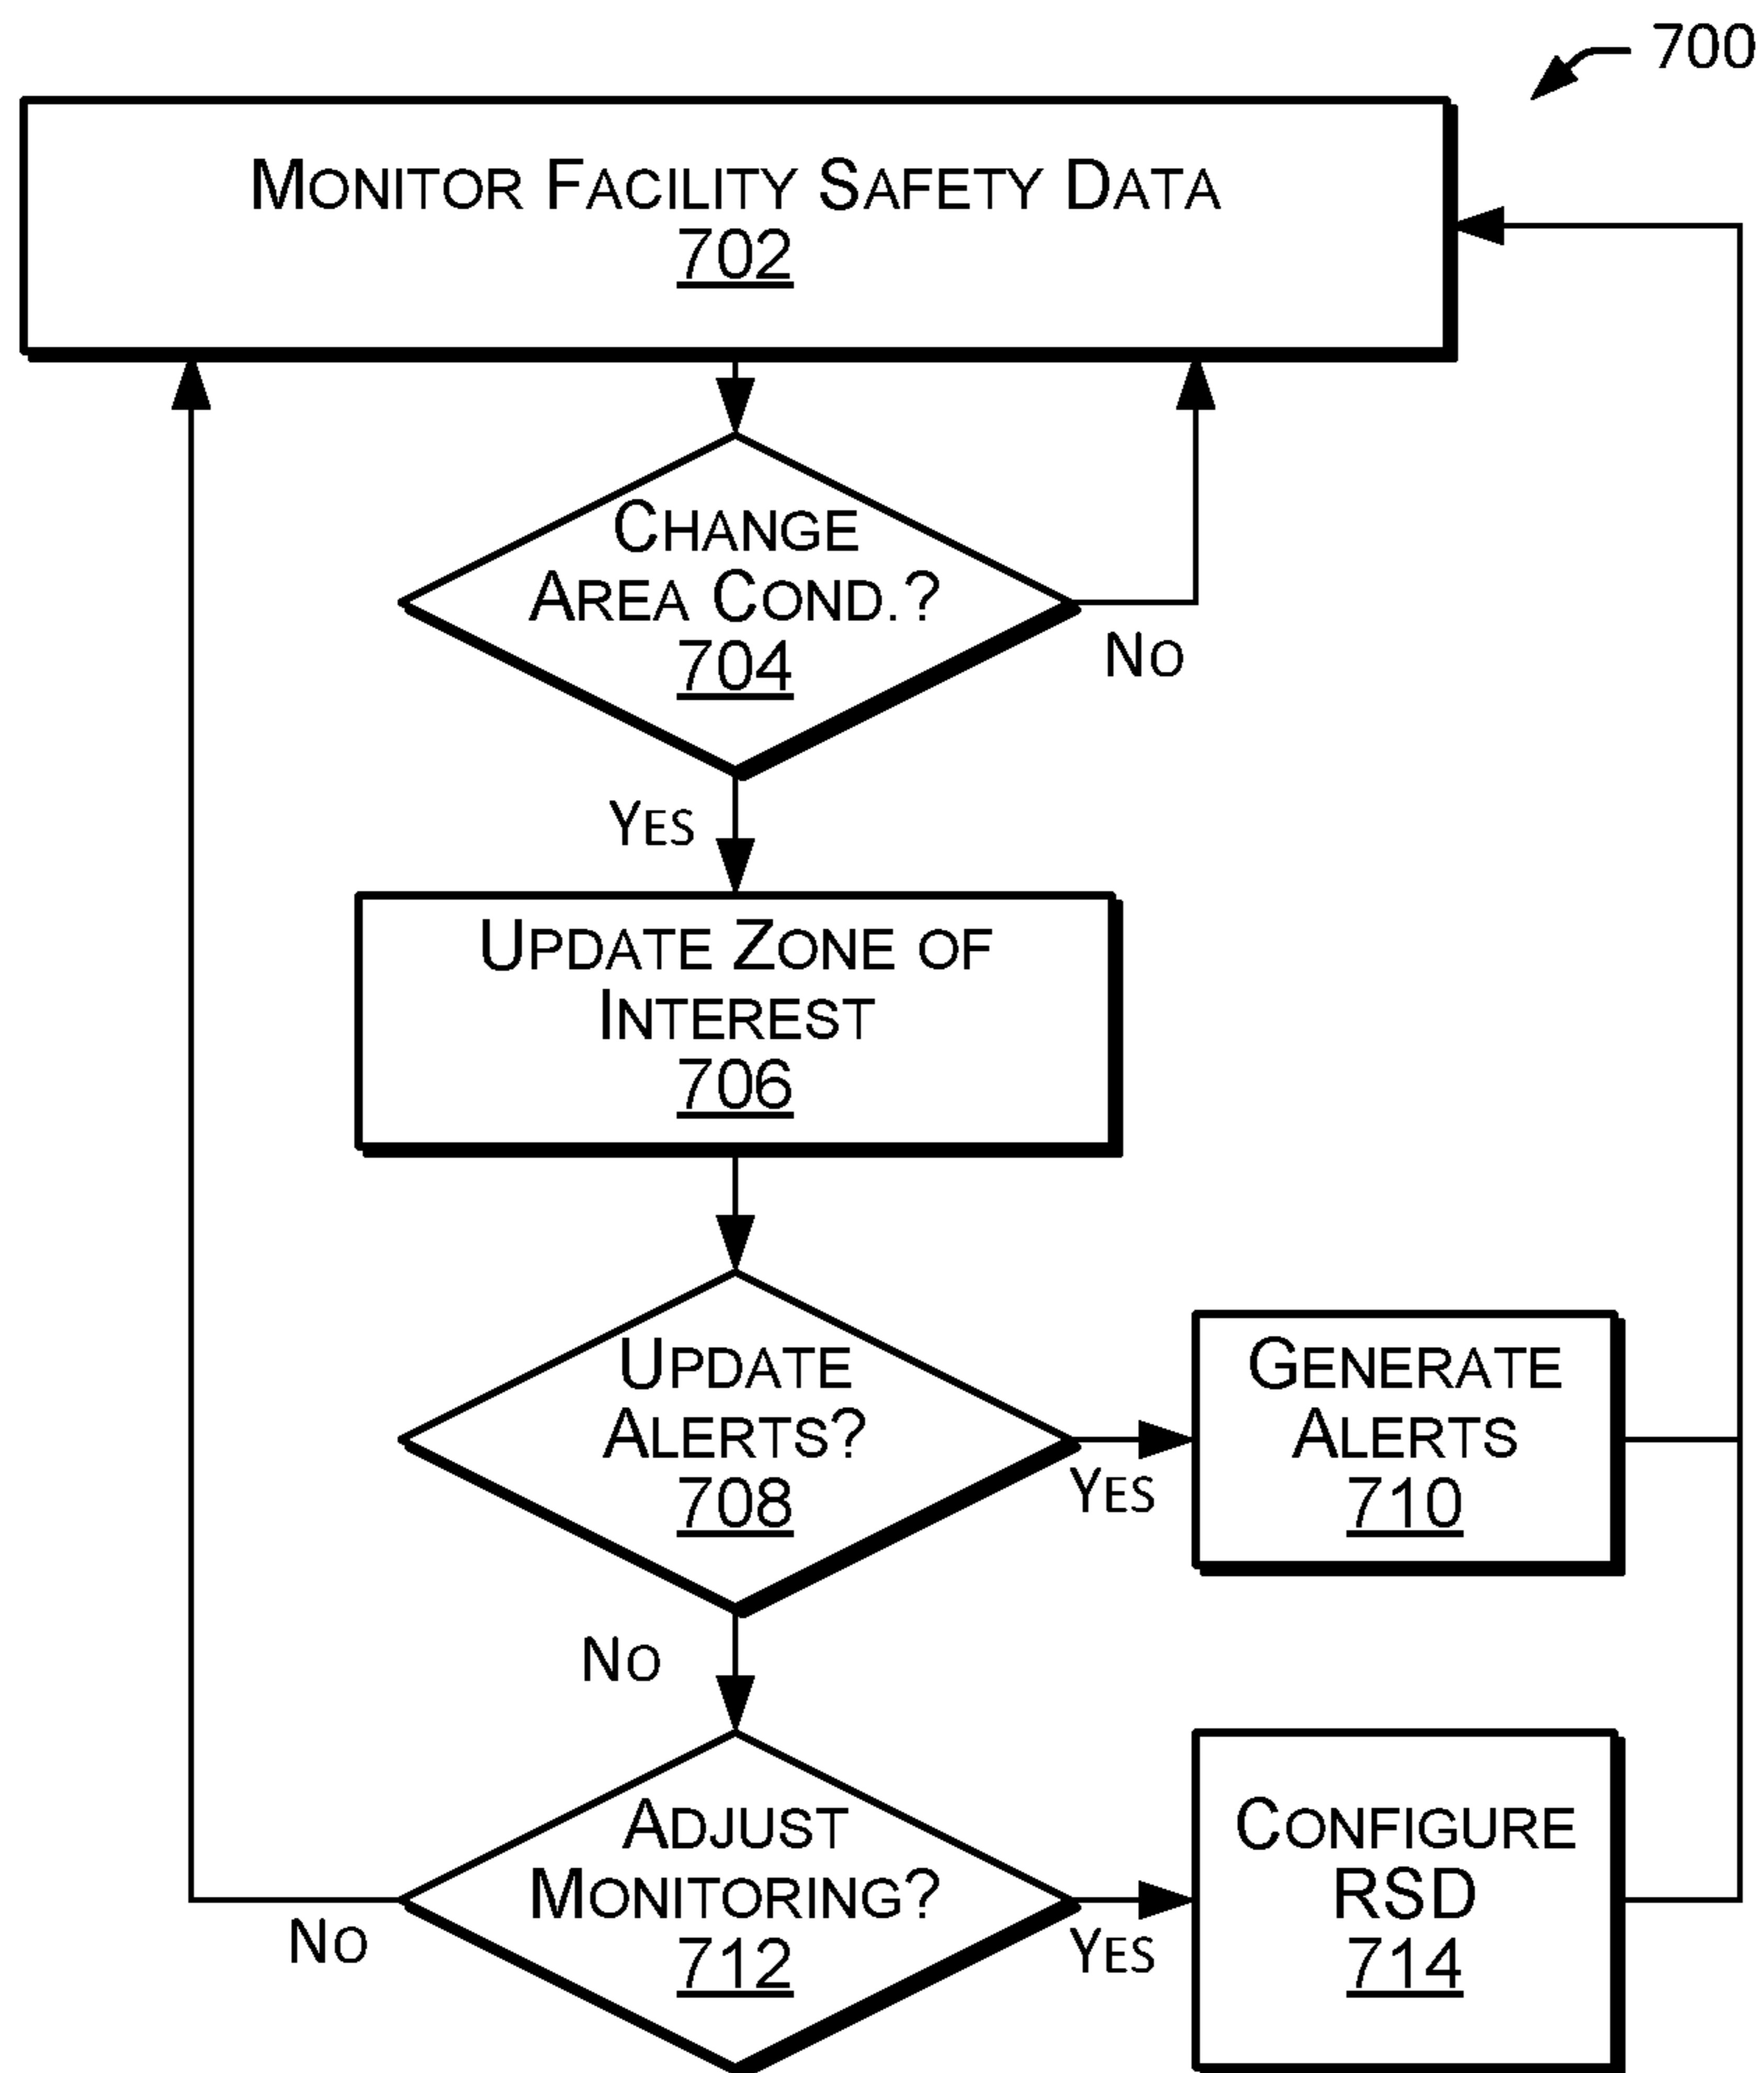 700
MONITOR FACILITY SAFETY DATA
702
CHANGE
AREA COND.?
704
NO
YES
UPDATE ZONE OF
INTEREST
706
UPDATE
ALERTS?
708
YES
GENERATE
ALERTS
710
NO
ADJUST
MONITORING?
712
NO
YES
CONFIGURE
RSD
714